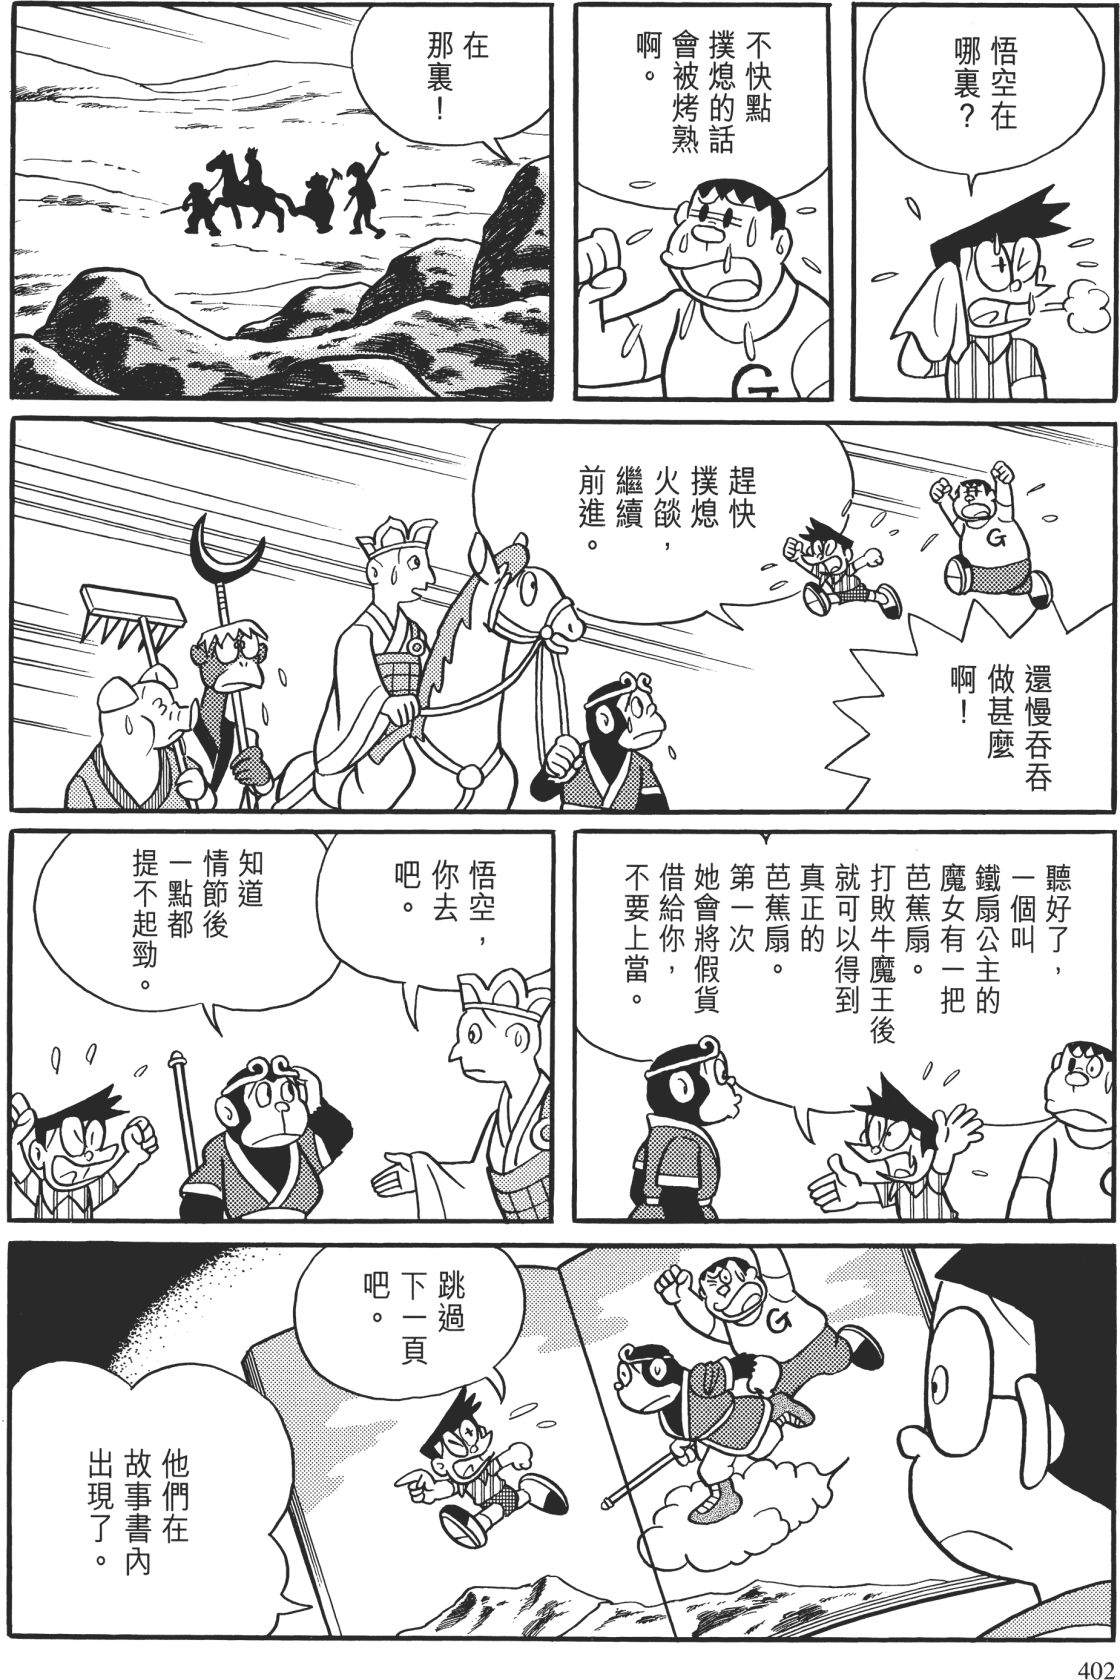 悟空在
哪裏？
不快點
撲熄的話
會被烤熟
啊。
在
那裏！
趕快
撲熄
火燄，
繼續
前進。
還慢吞吞
做甚麼
啊！
聽好了，
一個叫
鐵扇公主的
魔女有一把
芭蕉扇。
打敗牛魔王後
就可以得到
真正的
芭蕉扇。
第一次
她會將假貨
借給你，
不要上當。
悟空，
你去
吧。
知道
情節後
一點都
提不起勁。
跳過
下一頁
吧。
他們在
故事書內
出現了。
G
G
G
402